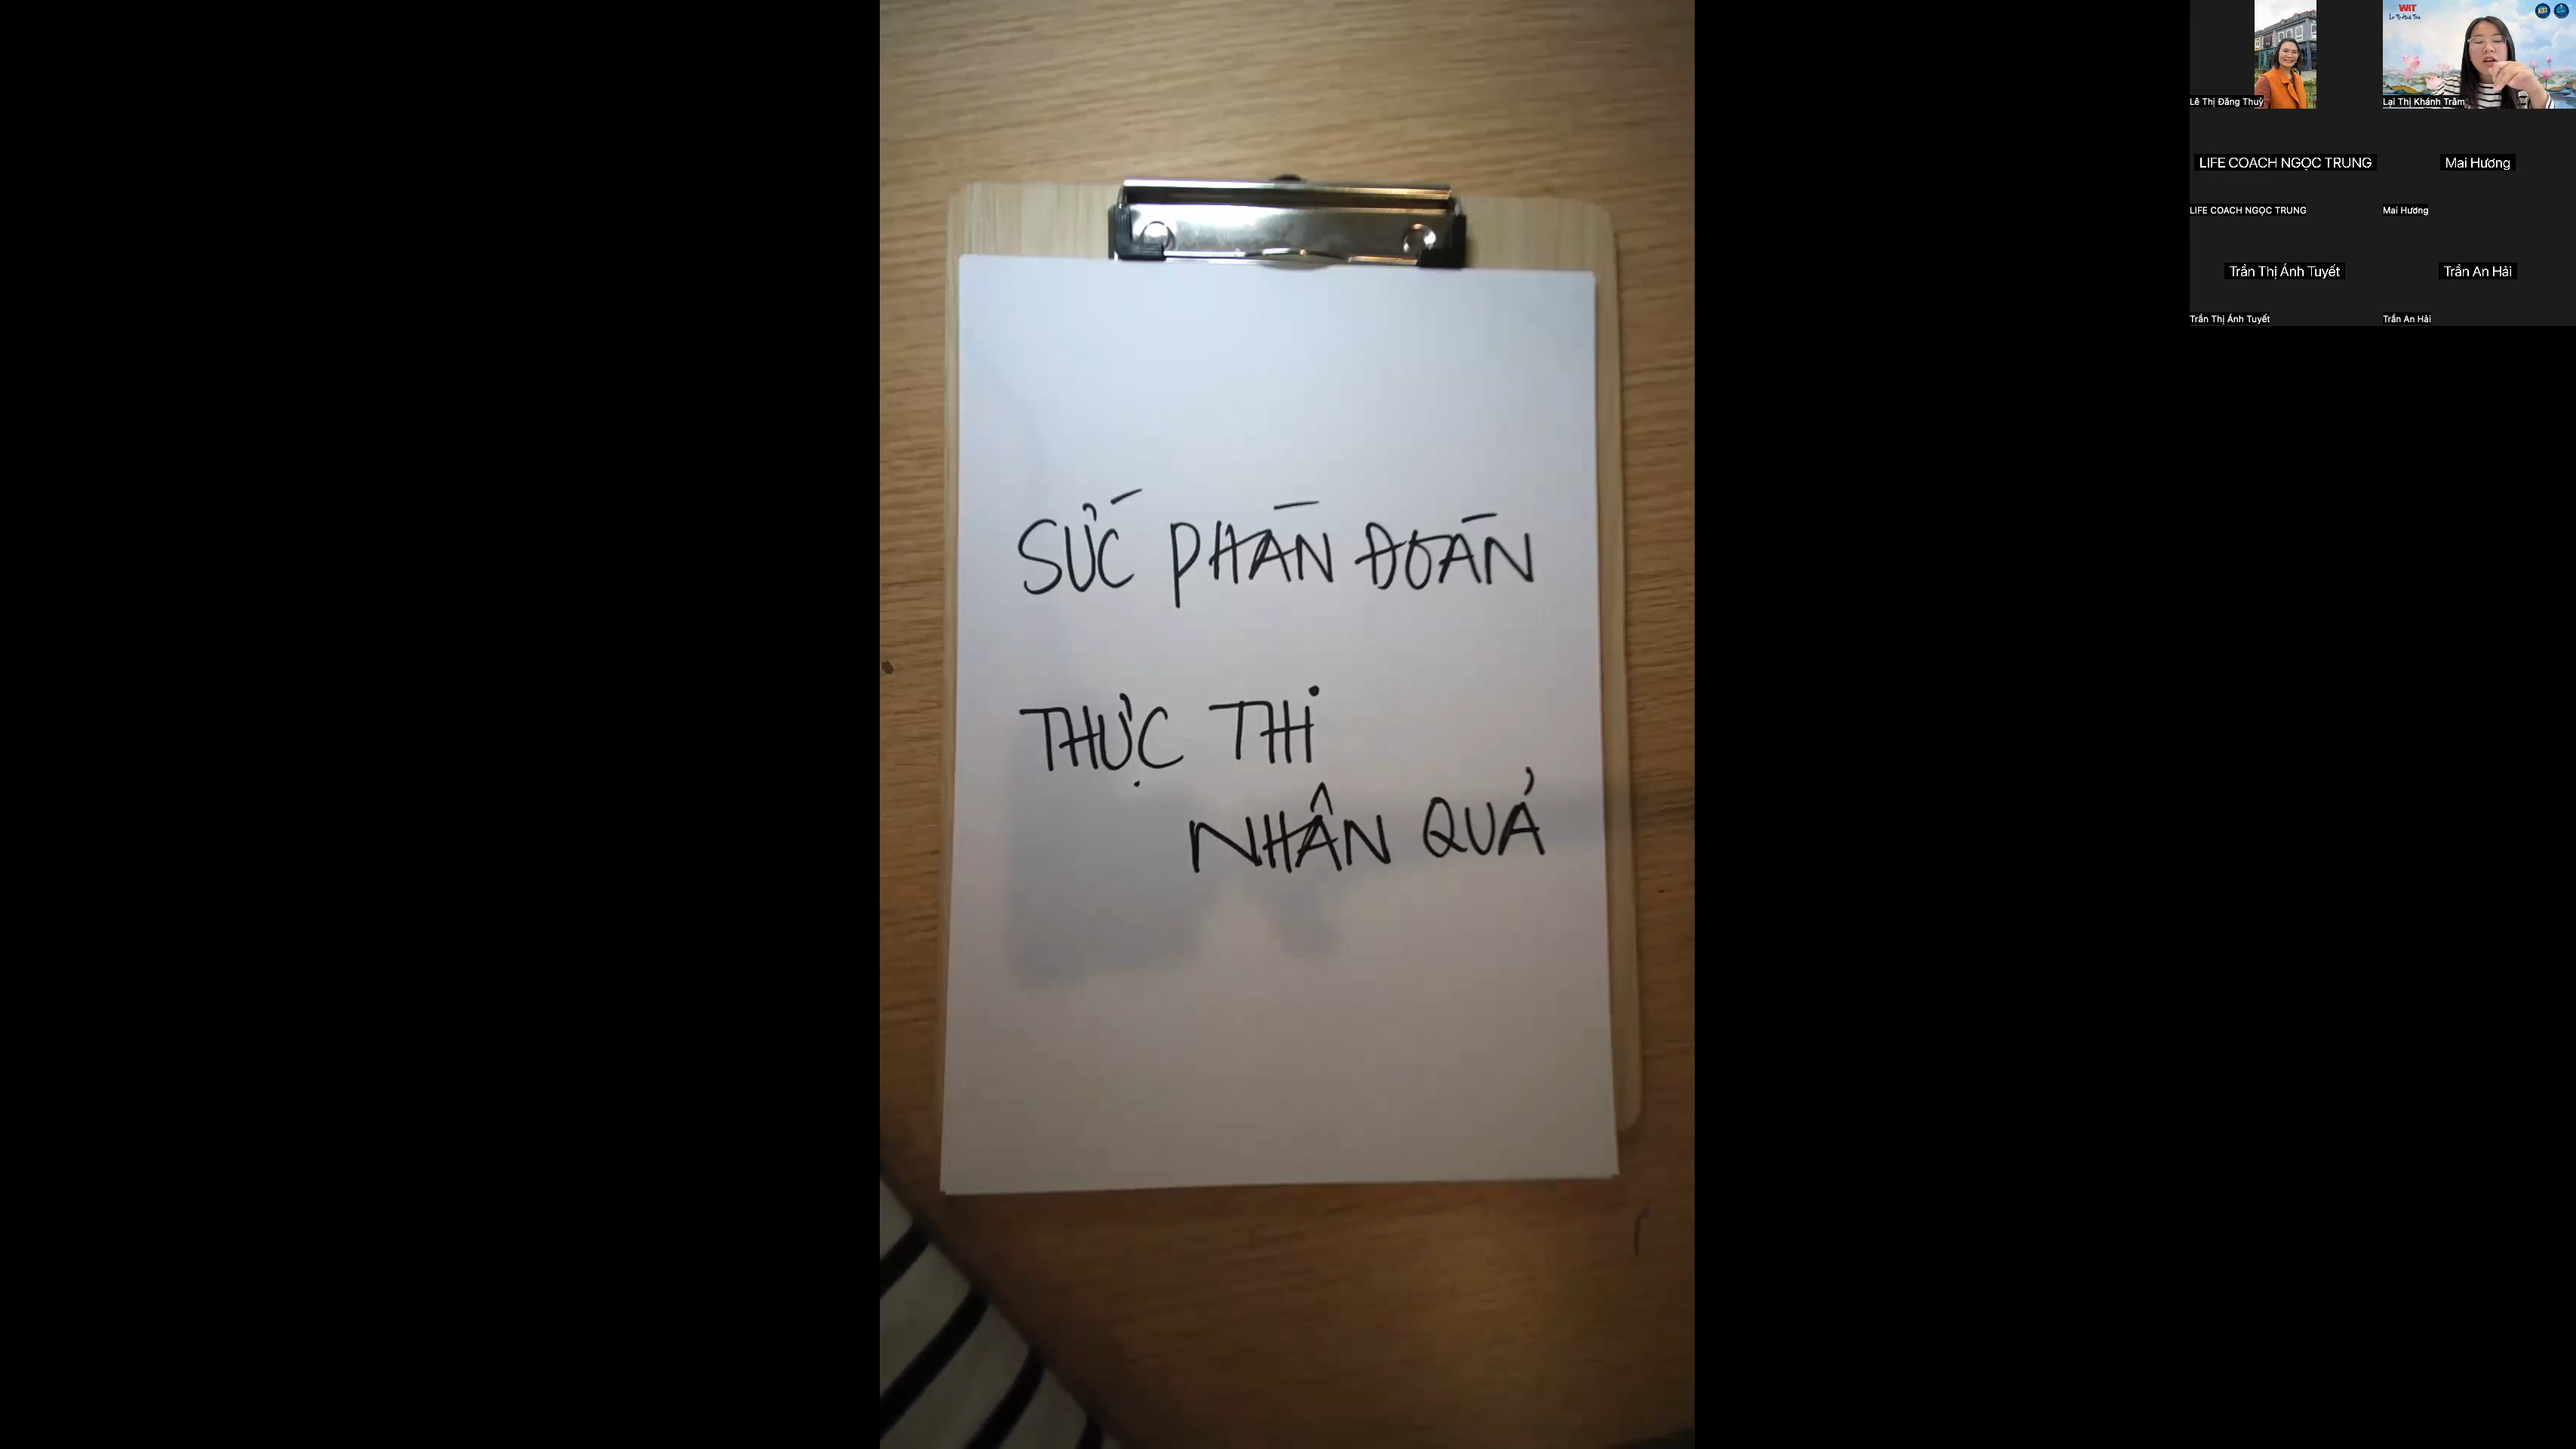 SỨC PHÁN ĐOÁN
THỰC THI
NHÂN QUẢ
WiT
Lê Thị Đăng Thuỳ
Lại Thị Khánh Trâm
LIFE COACH NGỌC TRUNG
Mai Hương
LIFE COACH NGỌC TRUNG
Mai Hương
Trần Thị Ánh Tuyết
Trần An Hải
Trần Thị Ánh Tuyết
Trần An Hải